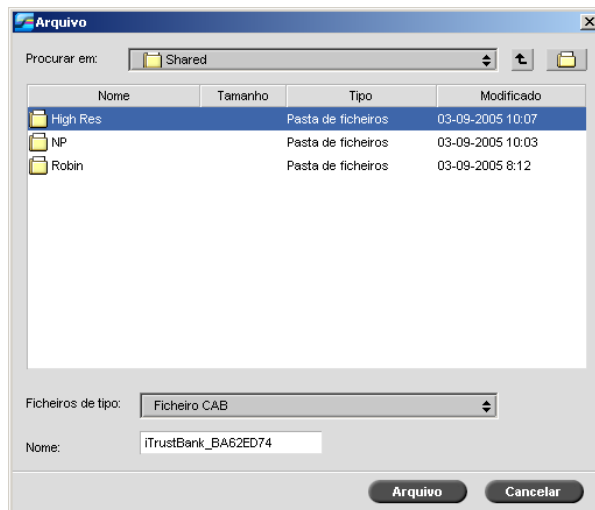 Arquivo
Procurar em: Shared
Nome Tamanho Tipo Modificado
High Res Pasta de ficheiros 03-09-2005 10:07
NP Pasta de ficheiros 03-09-2005 10:03
Robin Pasta de ficheiros 03-09-2005 8:12
Ficheiros de tipo: Ficheiro CAB
Nome: iTrustBank_BA62ED74
Arquivo Cancelar